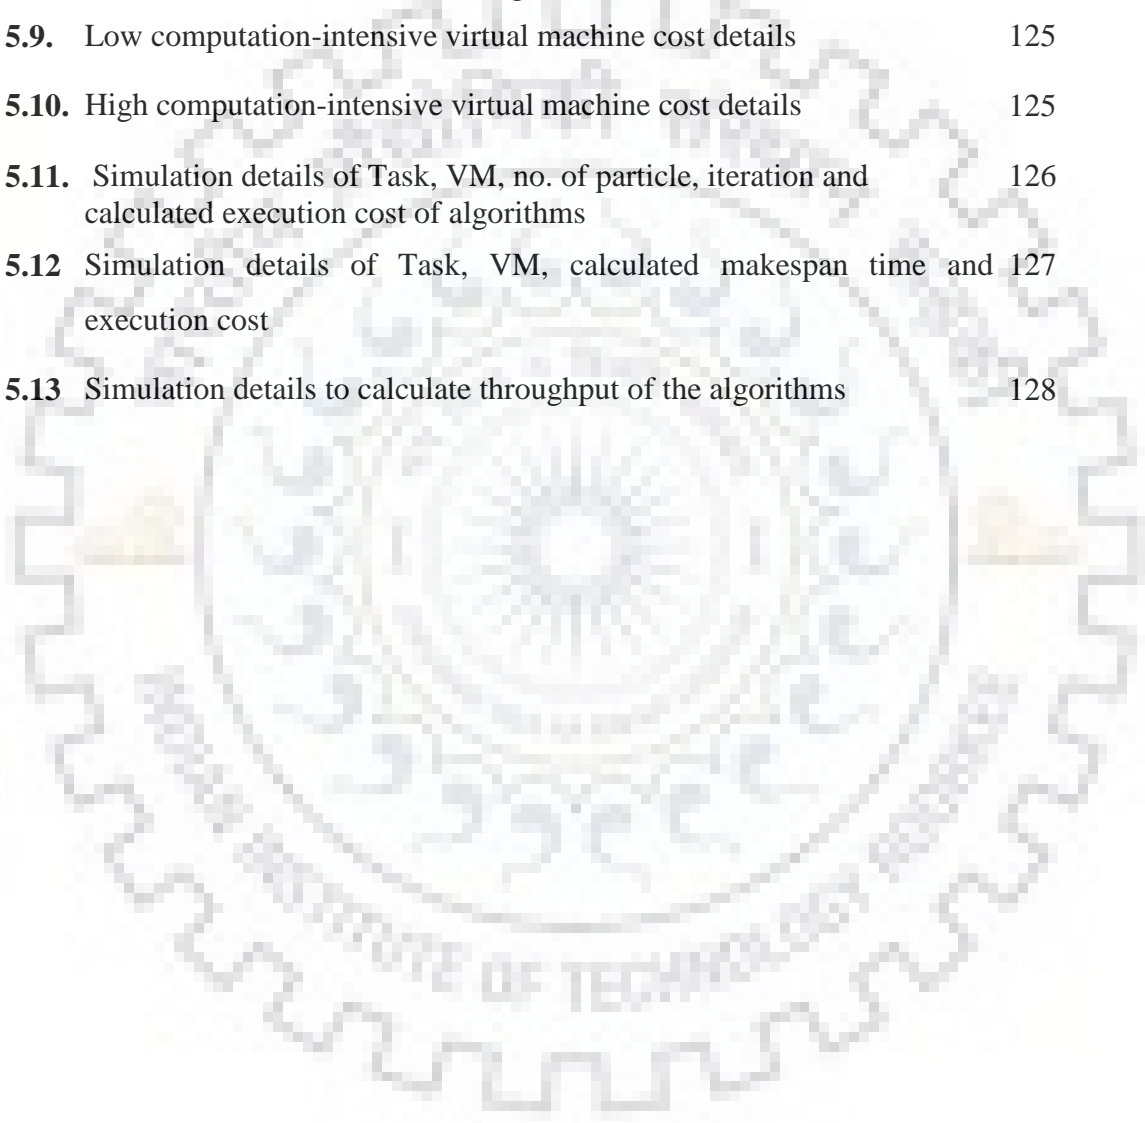 5.9. Low computation-intensive virtual machine cost details 125
5.10. High computation-intensive virtual machine cost details 125
5.11. Simulation details of Task, VM, no. of particle, iteration and 126
calculated execution cost of algorithms
5.12 Simulation details of Task, VM, calculated makespan time and 127
execution cost
5.13 Simulation details to calculate throughput of the algorithms 128
INSTITUTE OF TECHNOLOGY